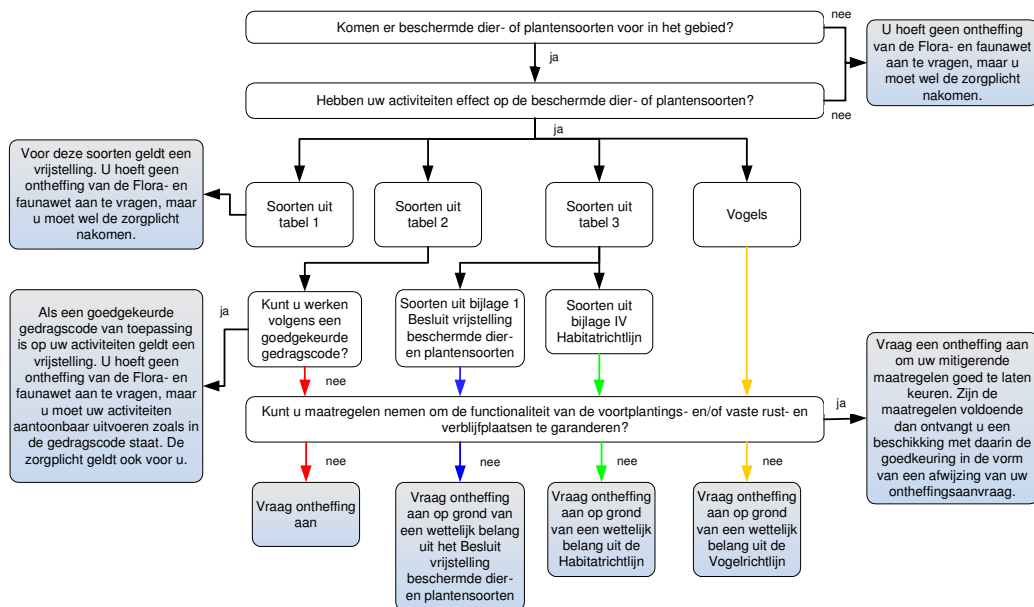 Komen er beschermde dier- of plantensoorten voor in het gebied?
nee
U hoeft geen ontheffing
van de Flora- en faunawet
aan te vragen, maar u
moet wel de zorgplicht
nakomen.
ja
Hebben uw activiteiten effect op de beschermde dier- of plantensoorten?
nee
ja
Voor deze soorten geldt een
vrijstelling. U hoeft geen
ontheffing van de Flora- en
faunawet aan te vragen, maar
u moet wel de zorgplicht
nakomen.
Soorten uit
tabel 1
Soorten uit
tabel 2
Soorten uit
tabel 3
Vogels
Als een goedgekeurde
gedragscode van toepassing
is op uw activiteiten geldt een
vrijstelling. U hoeft geen
ontheffing van de Flora- en
faunawet aan te vragen, maar
u moet uw activiteiten
aantoonbaar uitvoeren zoals in
de gedragscode staat. De
zorgplicht geldt ook voor u.
ja
Kunt u werken
volgens een
goedgekeurde
gedragscode?
Soorten uit bijlage 1
Besluit vrijstelling
beschermde dier-
en plantensoorten
Soorten uit
bijlage IV
Habitatrichtlijn
nee
Kunt u maatregelen nemen om de functionaliteit van de voortplantings- en/of vaste rust- en
verblijfplaatsen te garanderen?
ja
Vraag een ontheffing aan
om uw mitigerende
maatregelen goed te laten
keuren. Zijn de
maatregelen voldoende
dan ontvangt u een
beschikking met daarin de
goedkeuring in de vorm
van een afwijzing van uw
ontheffingsaanvraag.
nee
nee
nee
nee
Vraag ontheffing
aan
Vraag ontheffing
aan op grond van
een wettelijk belang
uit het Besluit
vrijstelling
beschermde dier-
en plantensoorten
Vraag ontheffing
aan op grond
van een wettelijk
belang uit de
Habitatrichtlijn
Vraag ontheffing
aan op grond
van een wettelijk
belang uit de
Vogelrichtlijn